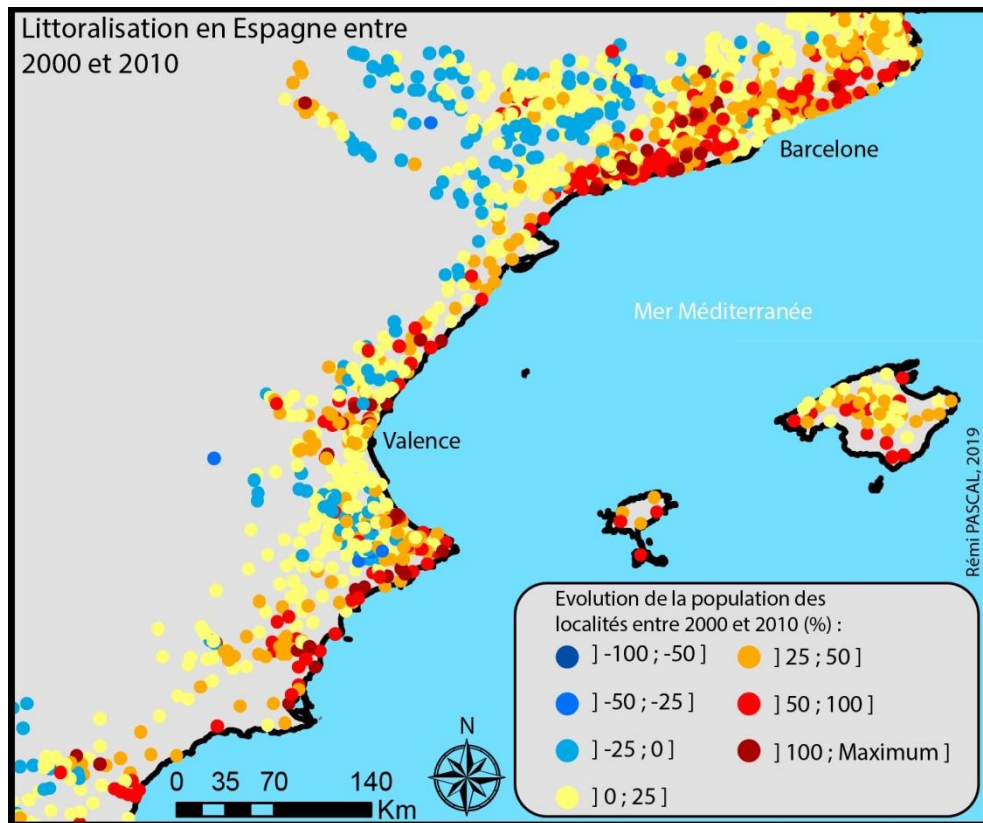 Littoralisation en Espagne entre
2000 et 2010
Barcelone
Mer Méditerranée
Valence
Rémi PASCAL, 2019
Evolution de la population des
localités entre 2000 et 2010 (%) :
] -100 ; -50 ]
] -50 ; -25 ]
] -25 ; 0 ]
] 0 ; 25 ]
] 25 ; 50 ]
] 50 ; 100 ]
] 100 ; Maximum ]
N
0 35 70 140
Km